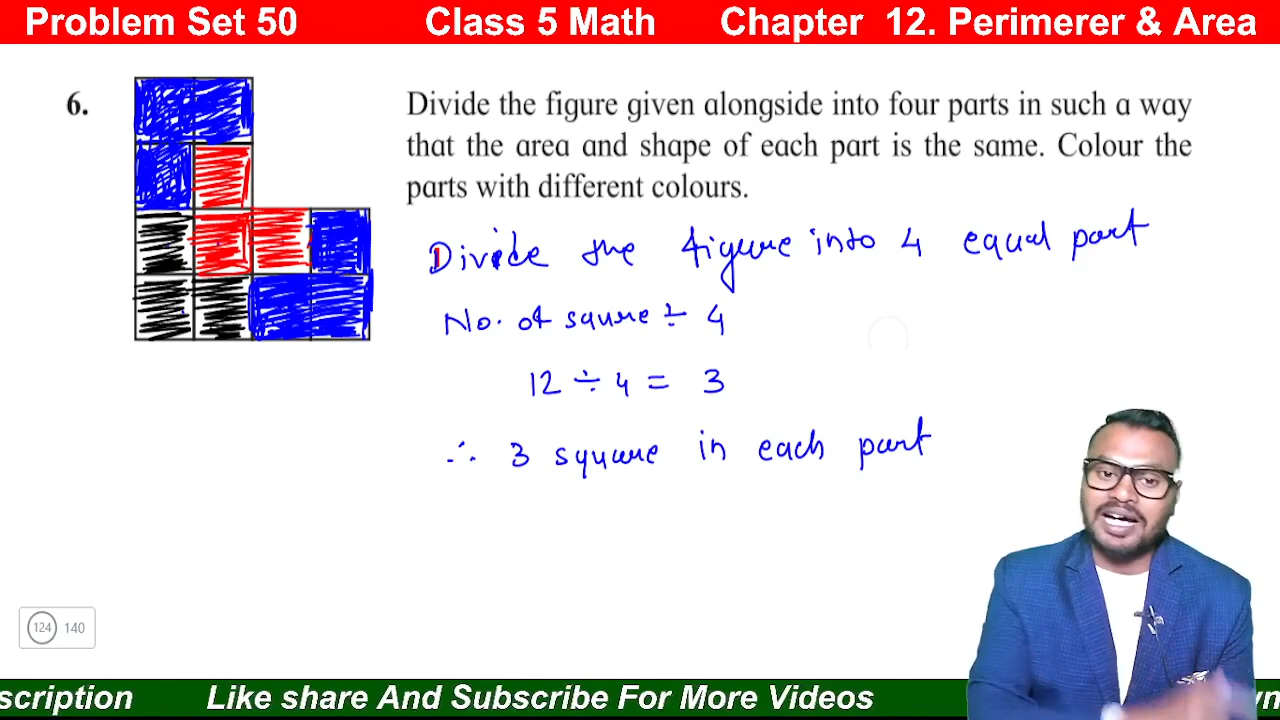 Problem Set 50 Class 5 Math Chapter 12. Perimerer & Area
6. Divide the figure given alongside into four parts in such a way
that the area and shape of each part is the same. Colour the
parts with different colours.
Divide the figure into 4 equal part
No. of squre ÷ 4
12 ÷ 4 = 3
∴ 3 square in each part
124 140
scription Like share And Subscribe For More Videos